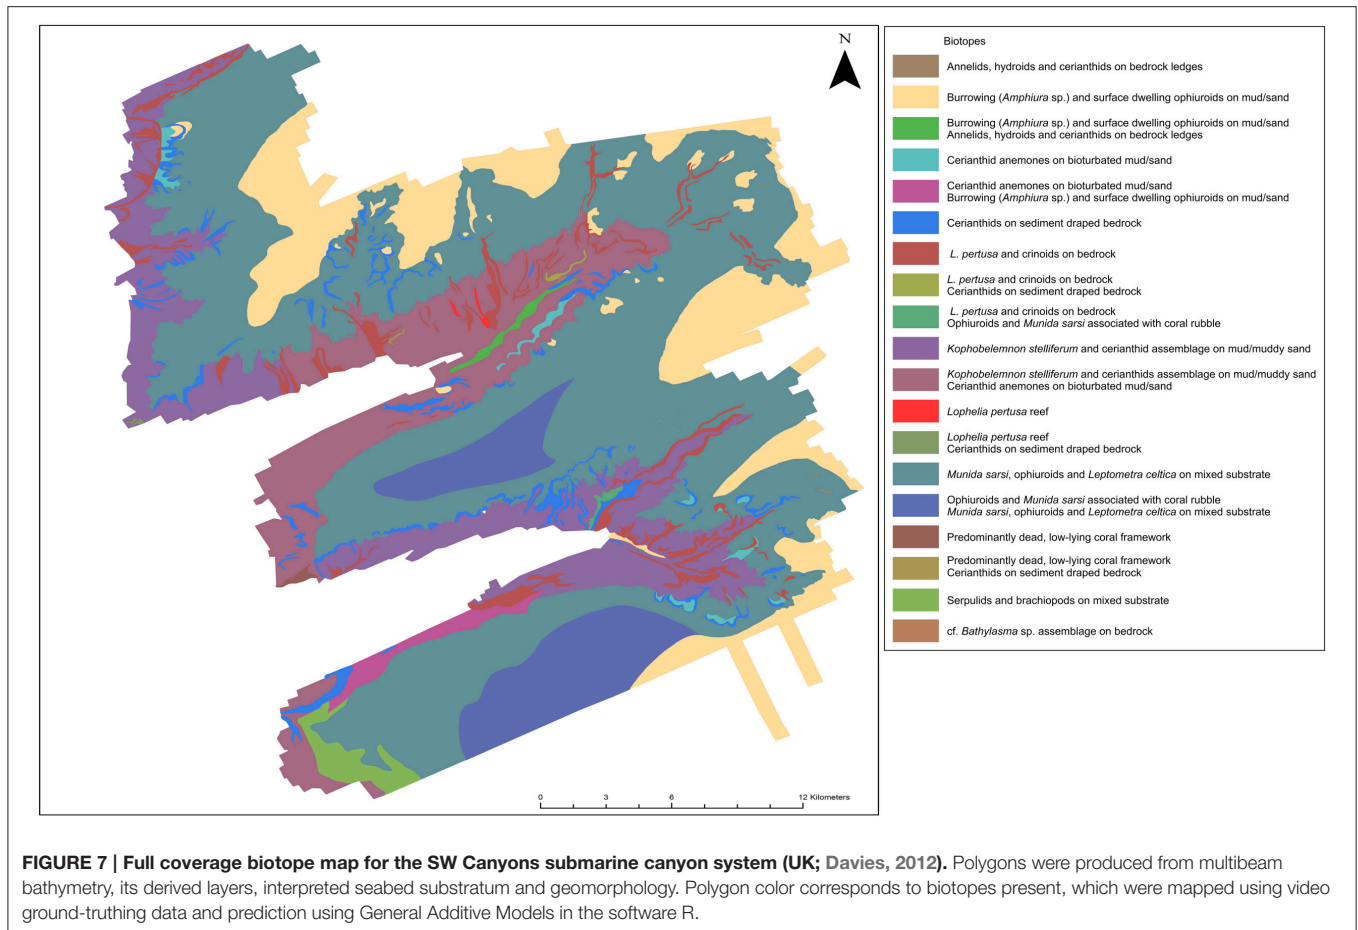 N
Biotopes
Annelids, hydroids and cerianthids on bedrock ledges
Burrowing (Amphiura sp.) and surface dwelling ophiuroids on mud/sand
Burrowing (Amphiura sp.) and surface dwelling ophiuroids on mud/sand
Annelids, hydroids and cerianthids on bedrock ledges
Cerianthid anemones on bioturbated mud/sand
Cerianthid anemones on bioturbated mud/sand
Burrowing (Amphiura sp.) and surface dwelling ophiuroids on mud/sand
Cerianthids on sediment draped bedrock
L. pertusa and crinoids on bedrock
L. pertusa and crinoids on bedrock
Cerianthids on sediment draped bedrock
L. pertusa and crinoids on bedrock
Ophiuroids and Munida sarsi associated with coral rubble
Kophobelemnon stelliferum and cerianthid assemblage on mud/muddy sand
Kophobelemnon stelliferum and cerianthids assemblage on mud/muddy sand
Cerianthid anemones on bioturbated mud/sand
Lophelia pertusa reef
Lophelia pertusa reef
Cerianthids on sediment draped bedrock
Munida sarsi, ophiuroids and Leptometra celtica on mixed substrate
Ophiuroids and Munida sarsi associated with coral rubble
Munida sarsi, ophiuroids and Leptometra celtica on mixed substrate
Predominantly dead, low-lying coral framework
Predominantly dead, low-lying coral framework
Cerianthids on sediment draped bedrock
Serpulids and brachiopods on mixed substrate
cf. Bathylasma sp. assemblage on bedrock
0 3 6 12 Kilometers
FIGURE 7 | Full coverage biotope map for the SW Canyons submarine canyon system (UK; Davies, 2012). Polygons were produced from multibeam
bathymetry, its derived layers, interpreted seabed substratum and geomorphology. Polygon color corresponds to biotopes present, which were mapped using video
ground-truthing data and prediction using General Additive Models in the software R.